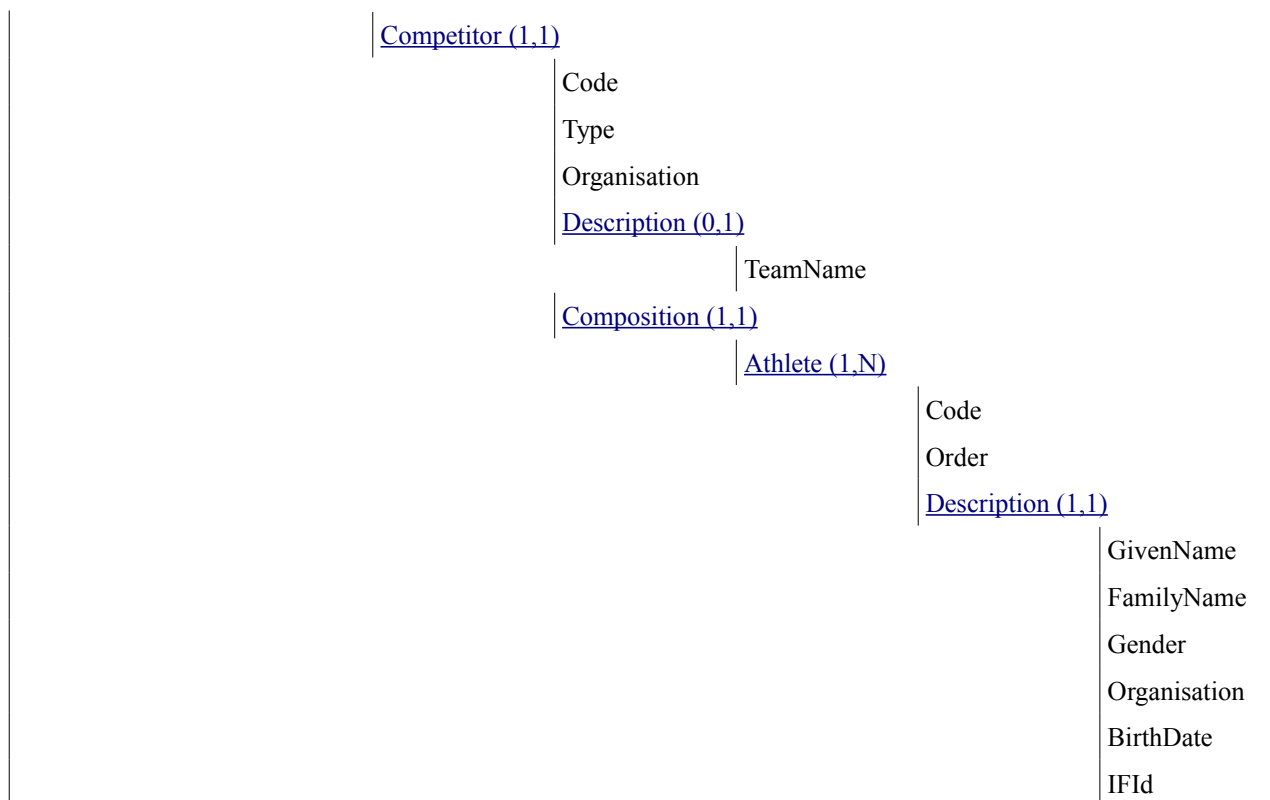 Competitor (1,1)
Code
Type
Organisation
Description (0,1)
TeamName
Composition (1,1)
Athlete (1,N)
Code
Order
Description (1,1)
GivenName
FamilyName
Gender
Organisation
BirthDate
IFId